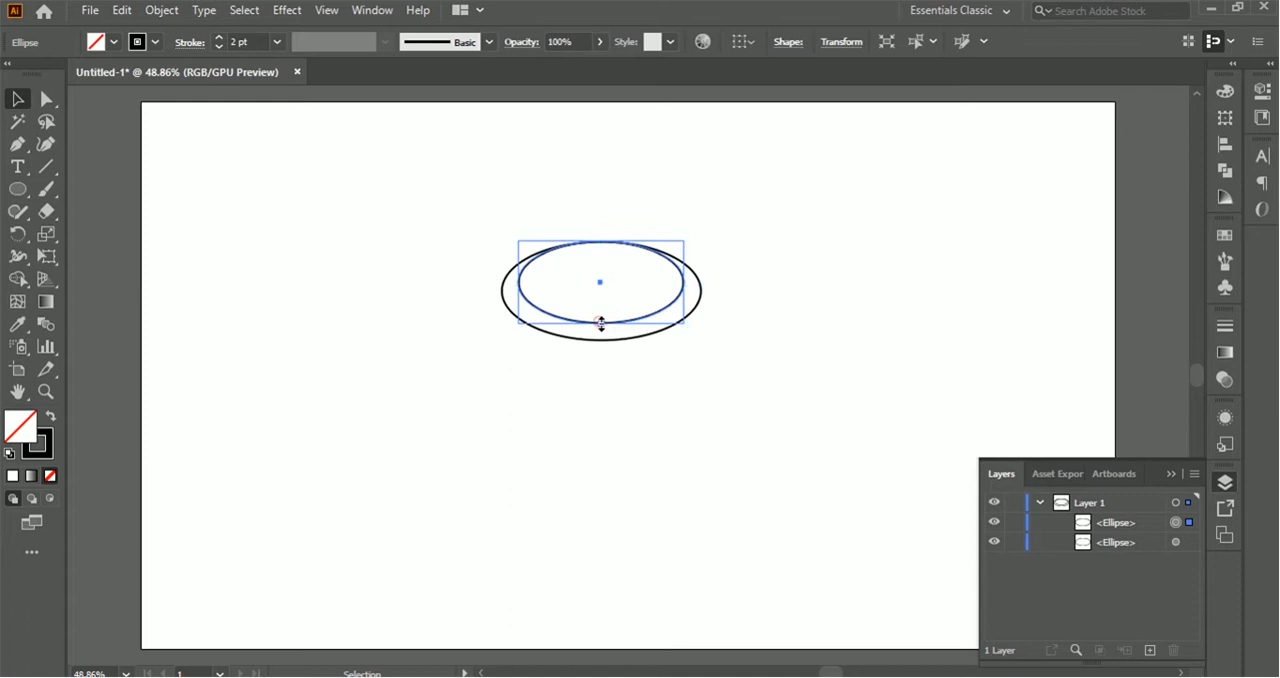 Ai File Edit Object Type Select Effect View Window Help Essentials Classic Search Adobe Stock
Ellipse Stroke: 2 pt Basic Opacity: 100% Style: Shape: Transform
Untitled-1* @ 48.86% (RGB/GPU Preview)
Layers Asset Expor Artboards
Layer 1
<Ellipse>
<Ellipse>
1 Layer
48.86% 1 Selection